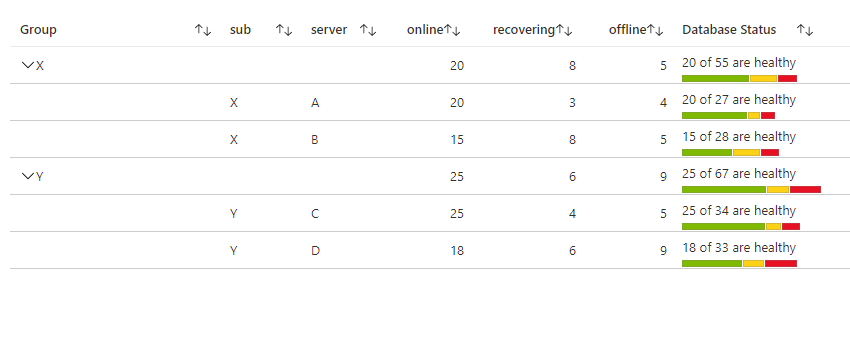 Group sub server online recovering offline Database Status
X 20 8 5 20 of 55 are healthy
X A 20 3 4 20 of 27 are healthy
X B 15 8 5 15 of 28 are healthy
Y 25 6 9 25 of 67 are healthy
Y C 25 4 5 25 of 34 are healthy
Y D 18 6 9 18 of 33 are healthy